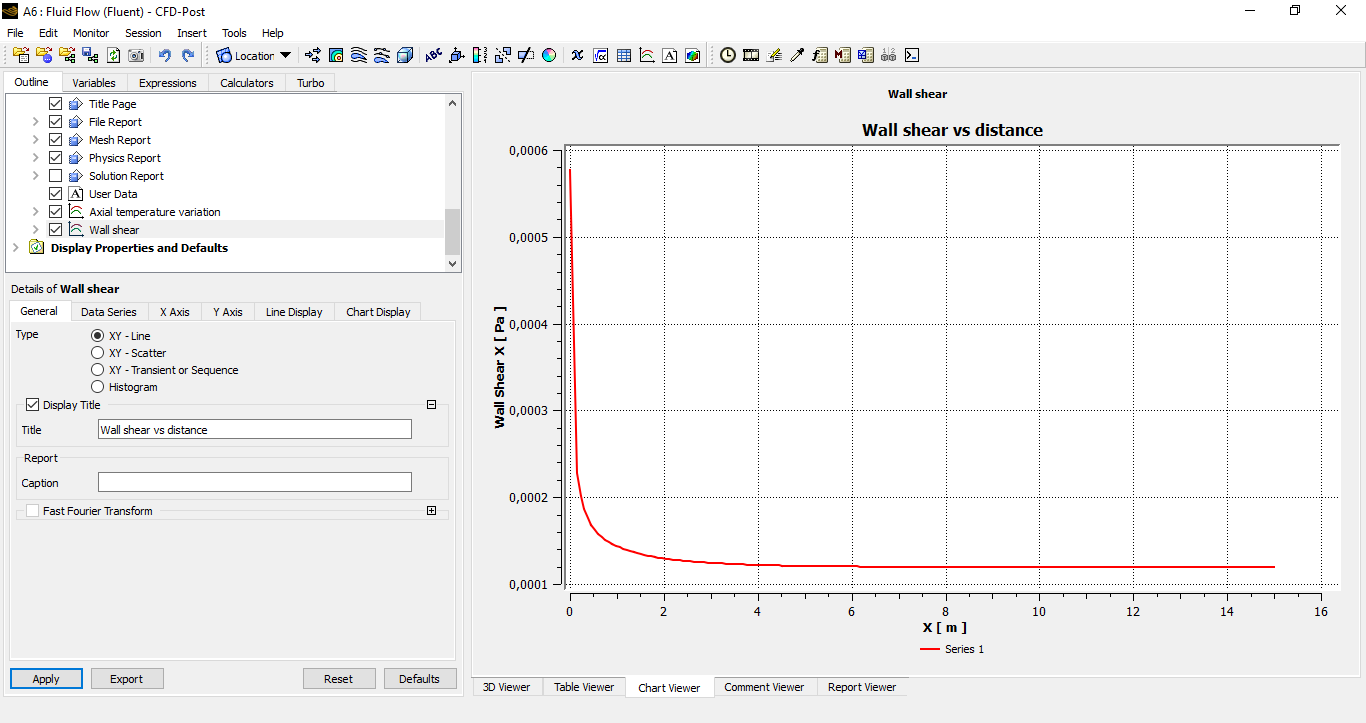 A6 : Fluid Flow (Fluent) - CFD-Post
File Edit Monitor Session Insert Tools Help
Location
Outline Variables Expressions Calculators Turbo
Title Page
File Report
Mesh Report
Physics Report
Solution Report
User Data
Axial temperature variation
Wall shear
Display Properties and Defaults
Details of Wall shear
General Data Series X Axis Y Axis Line Display Chart Display
Type
XY - Line
XY - Scatter
XY - Transient or Sequence
Histogram
Display Title
Title Wall shear vs distance
Report
Caption
Fast Fourier Transform
Apply Export Reset Defaults
Wall shear
Wall shear vs distance
Wall Shear X [ Pa ]
0,0006
0,0005
0,0004
0,0003
0,0002
0,0001
0 2 4 6 8 10 12 14 16
X [ m ]
Series 1
3D Viewer Table Viewer Chart Viewer Comment Viewer Report Viewer